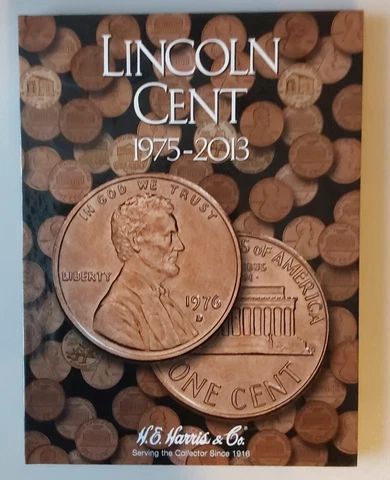 LINCOLN
CENT
1975-2013
IN GOD WE TRUST
LIBERTY
1976
D
S OF AMERICA
ONE CENT
H.E. Harris & Co.®
Serving the Collector Since 1916